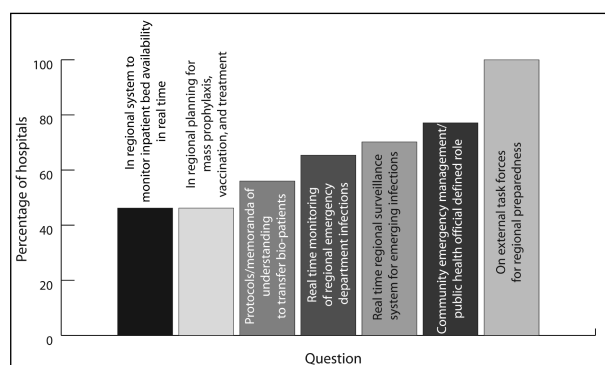 Percentage of hospitals
100
80
60
40
20
0
In regional system to
monitor inpatient bed availability
in real time
In regional planning for
mass prophylaxis,
vaccination, and treatment
Protocols/memoranda of
understanding
to transfer bio-patients
Real time monitoring
of regional emergency
department infections
Real time regional surveillance
system for emerging infections
Community emergency management/
public health official defined role
On external task forces
for regional preparedness
Question